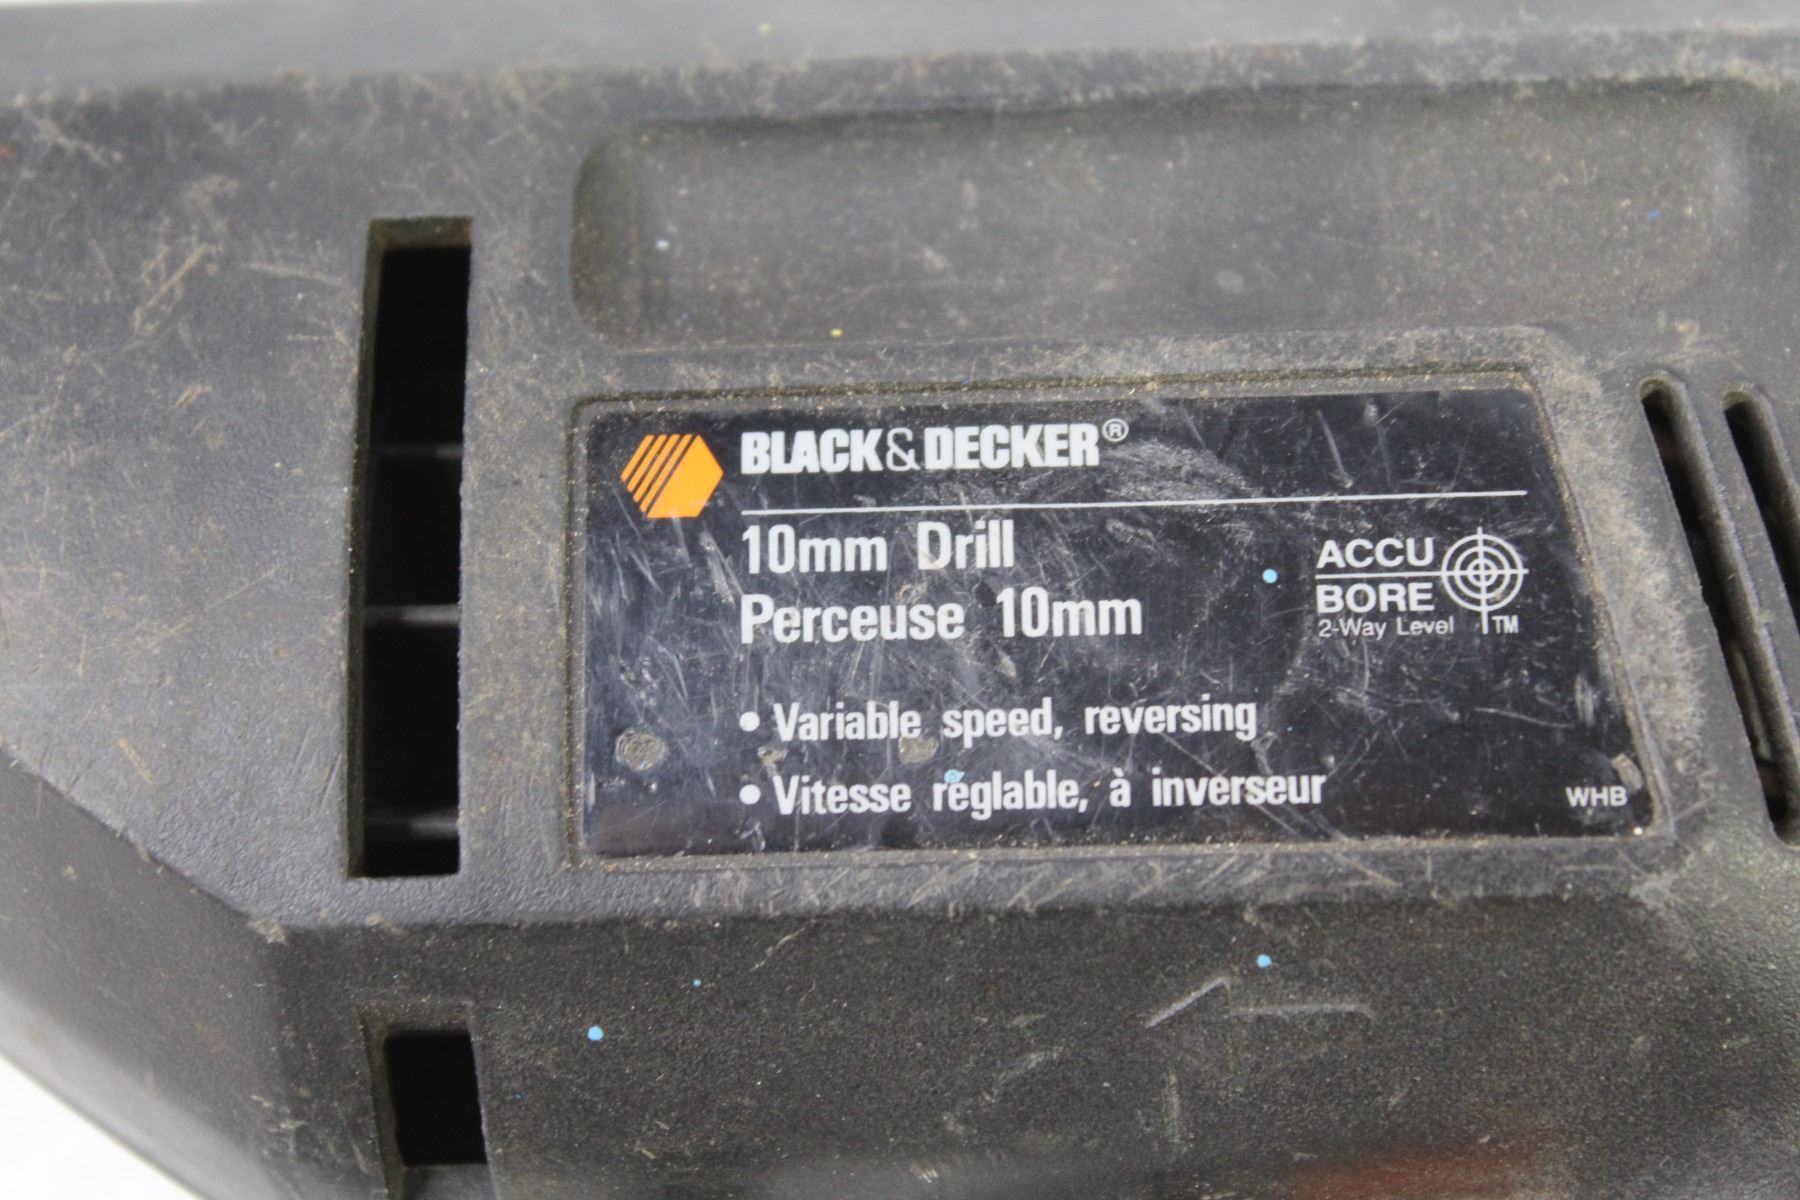 BLACK&DECKER®
10mm Drill
Perceuse 10mm
ACCU
BORE
2-Way Level TM
• Variable speed, reversing
• Vitesse réglable, à inverseur
WHB